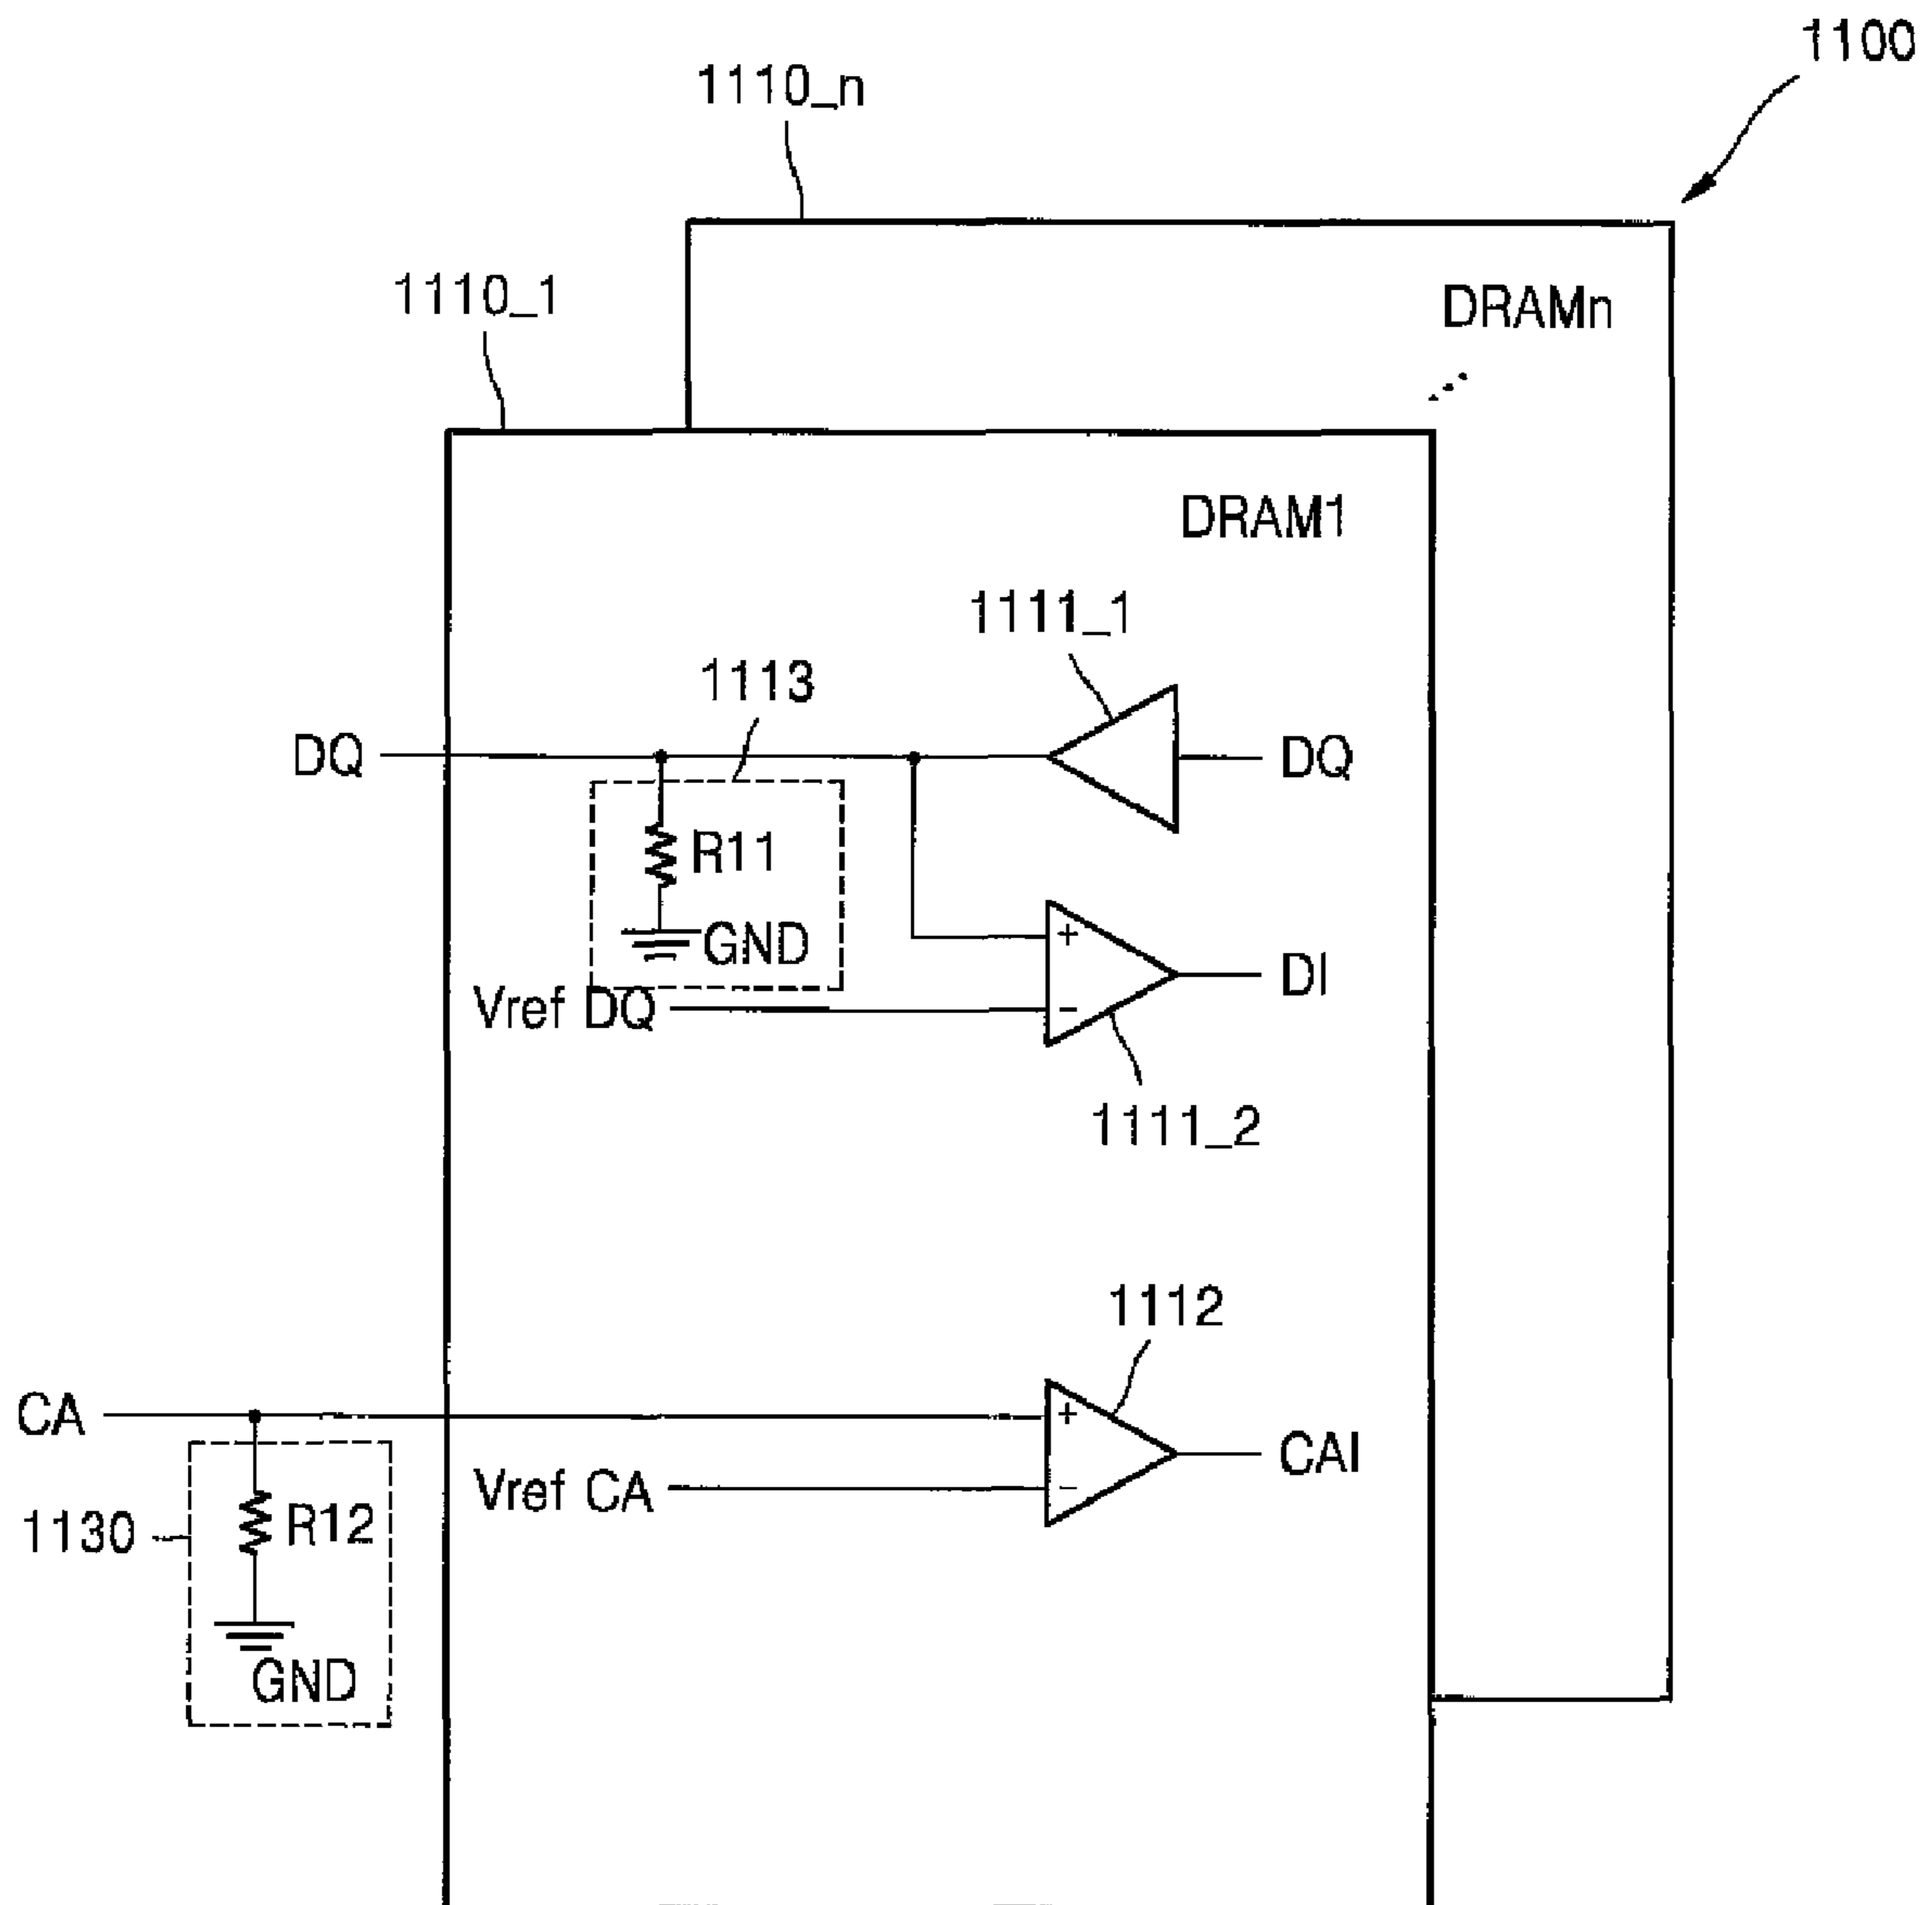 1100
1110_n
1110_1
DRAMn
DRAM1
1111_1
1113
DQ
DQ
R11
GND
DI
Vref DQ
1111_2
1112
CA
CAI
Vref CA
1130
R12
GND